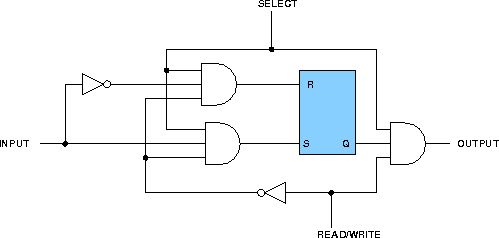 SELECT
R
INPUT
S
Q
OUTPUT
READ/WRITE